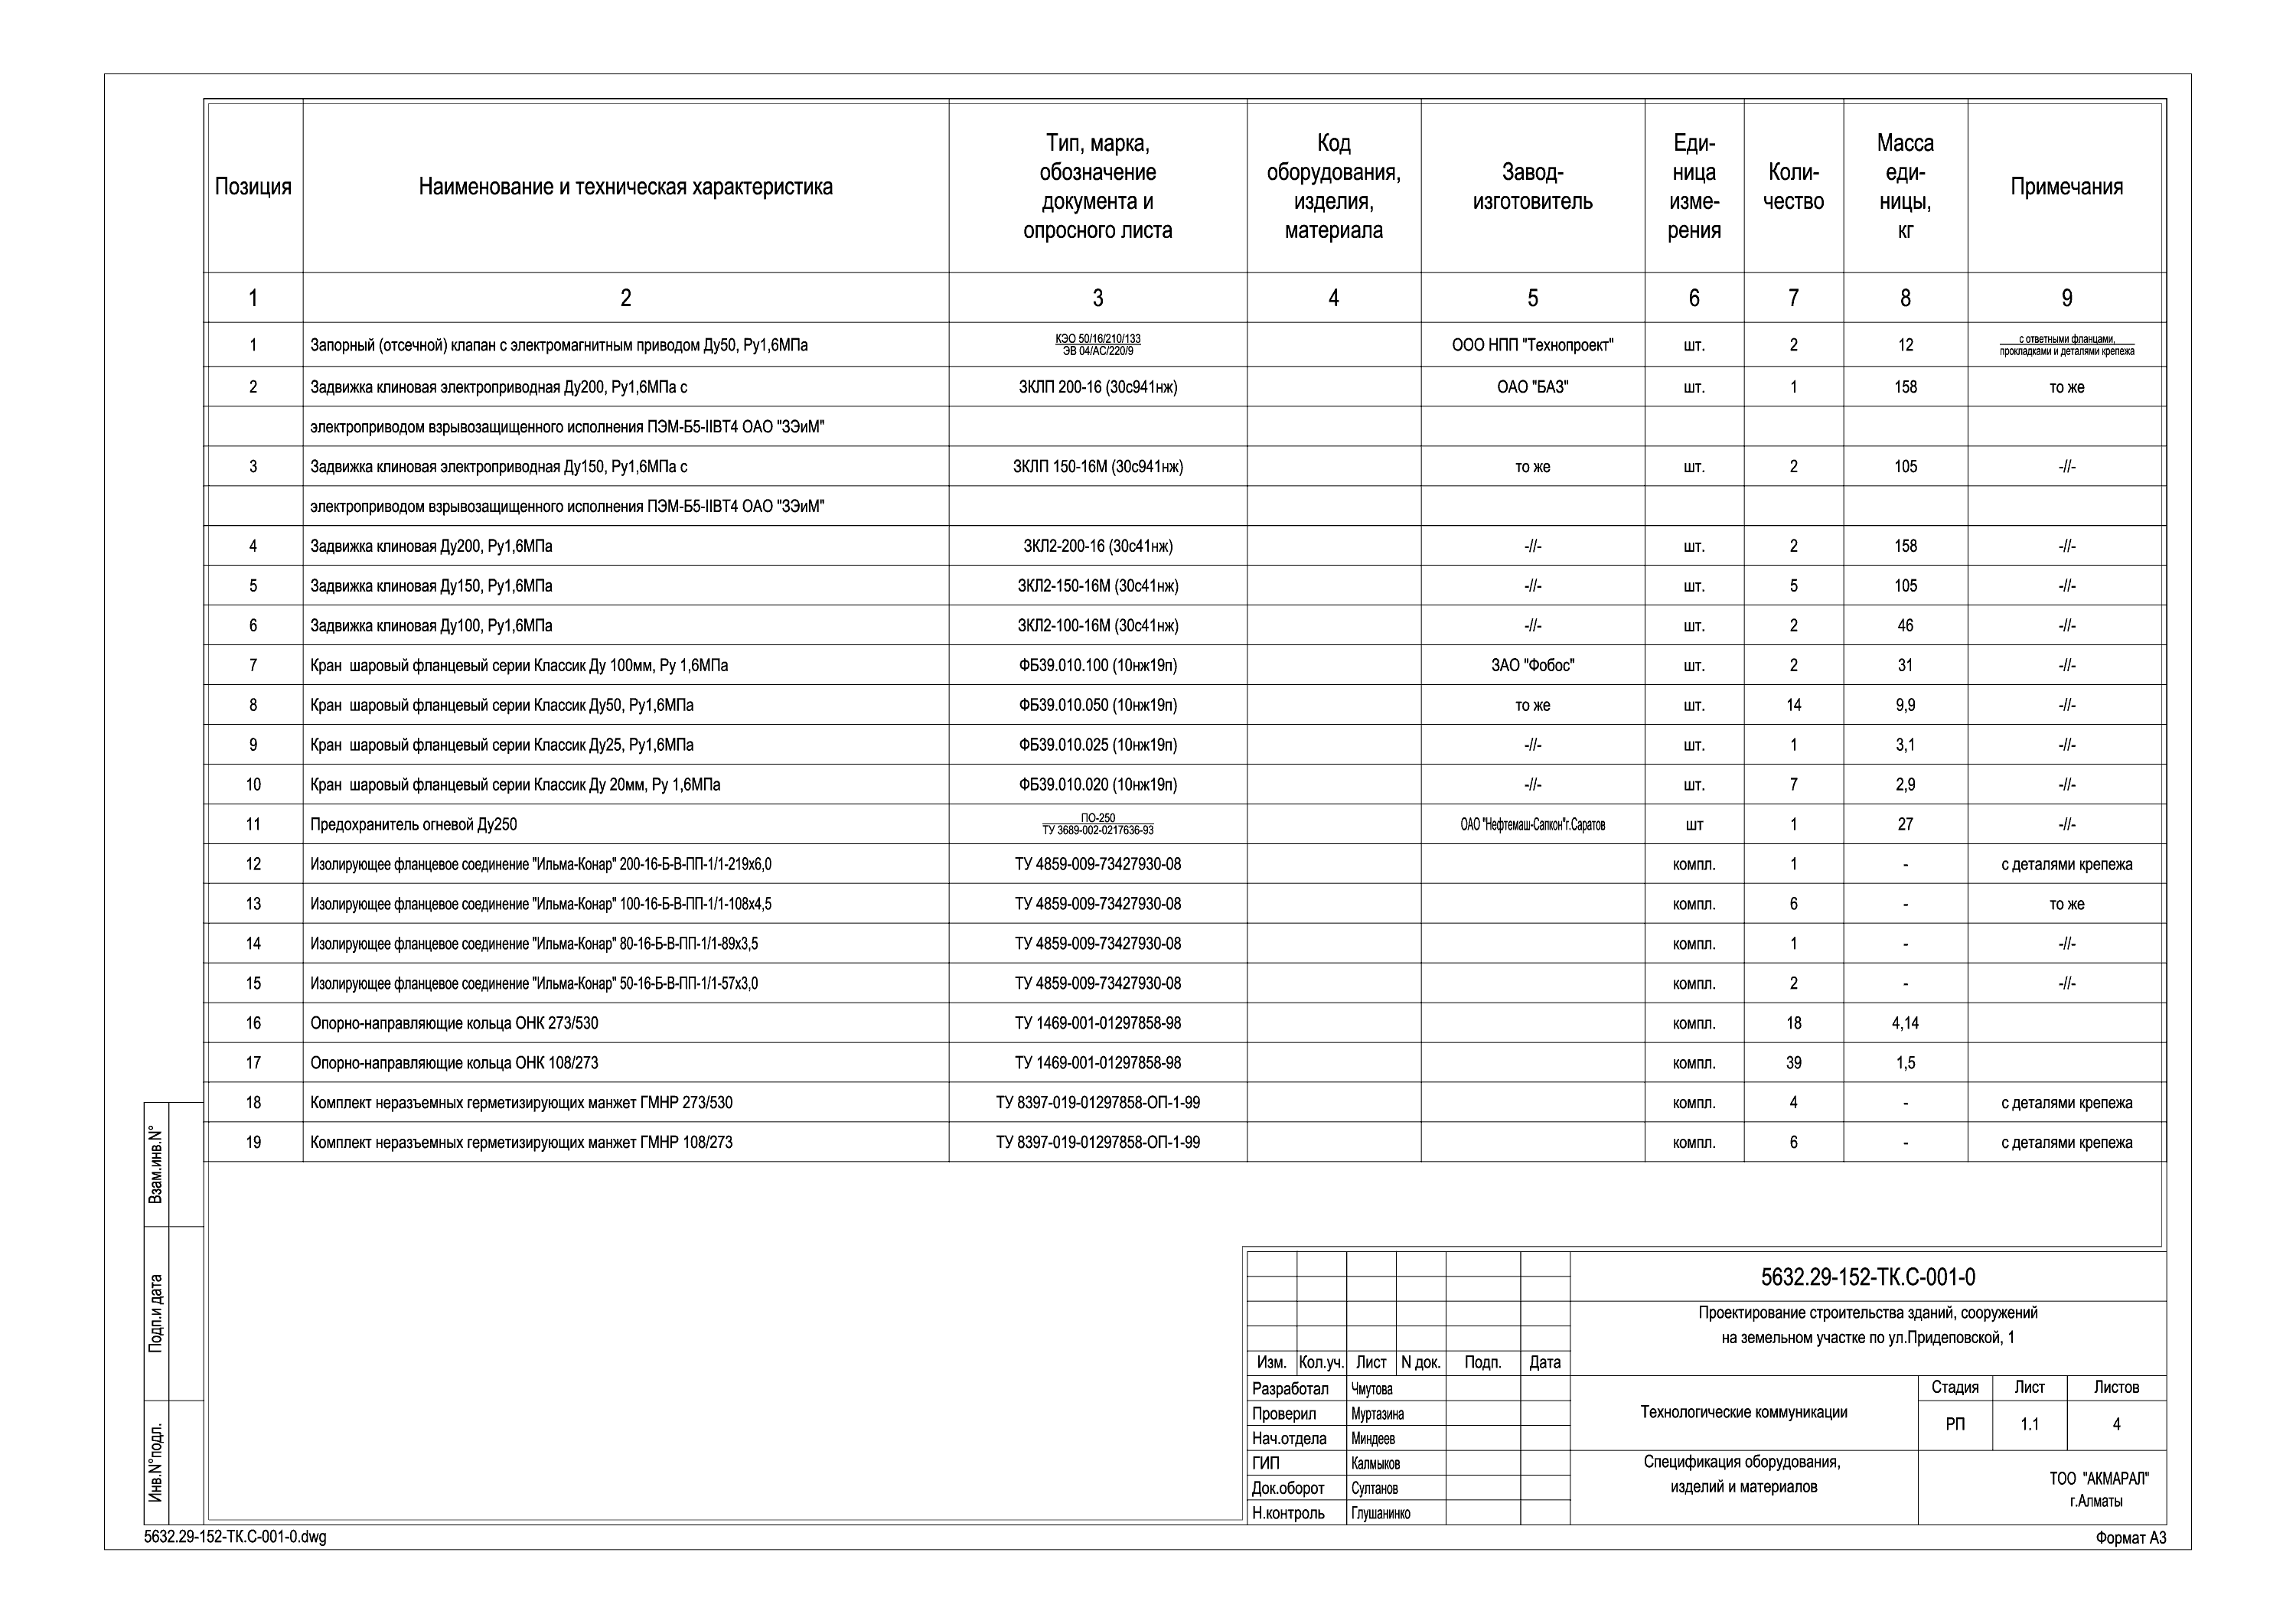 Позиция
Наименование и техническая характеристика
Тип, марка,
обозначение
документа и
опросного листа
Код
оборудования,
изделия,
материала
Завод-
изготовитель
Еди-
ница
изме-
рения
Коли-
чество
Масса
еди-
ницы,
кг
Примечания
1 2 3 4 5 6 7 8 9
1 Запорный (отсечной) клапан с электромагнитным приводом Ду50, Ру1,6МПа КЭО 50/16/210/133 ЭВ 04/АС/220/9 ООО НПП "Технопроект" шт. 2 12 с ответными фланцами, прокладками и деталями крепежа
2 Задвижка клиновая электроприводная Ду200, Ру1,6МПа с ЗКЛП 200-16 (30с941нж) ОАО "БАЗ" шт. 1 158 то же
электроприводом взрывозащищенного исполнения ПЭМ-Б5-IIВТ4 ОАО "ЗЭиМ"
3 Задвижка клиновая электроприводная Ду150, Ру1,6МПа с ЗКЛП 150-16М (30с941нж) то же шт. 2 105 -//-
электроприводом взрывозащищенного исполнения ПЭМ-Б5-IIВТ4 ОАО "ЗЭиМ"
4 Задвижка клиновая Ду200, Ру1,6МПа ЗКЛ2-200-16 (30с41нж) -//- шт. 2 158 -//-
5 Задвижка клиновая Ду150, Ру1,6МПа ЗКЛ2-150-16М (30с41нж) -//- шт. 5 105 -//-
6 Задвижка клиновая Ду100, Ру1,6МПа ЗКЛ2-100-16М (30с41нж) -//- шт. 2 46 -//-
7 Кран шаровый фланцевый серии Классик Ду 100мм, Ру 1,6МПа ФБ39.010.100 (10нж19п) ЗАО "Фобос" шт. 2 31 -//-
8 Кран шаровый фланцевый серии Классик Ду50, Ру1,6МПа ФБ39.010.050 (10нж19п) то же шт. 14 9,9 -//-
9 Кран шаровый фланцевый серии Классик Ду25, Ру1,6МПа ФБ39.010.025 (10нж19п) -//- шт. 1 3,1 -//-
10 Кран шаровый фланцевый серии Классик Ду 20мм, Ру 1,6МПа ФБ39.010.020 (10нж19п) -//- шт. 7 2,9 -//-
11 Предохранитель огневой Ду250 ПО-250 ТУ 3689-002-0217636-93 ОАО "Нефтемаш-Сапкон"г.Саратов шт 1 27 -//-
12 Изолирующее фланцевое соединение "Ильма-Конар" 200-16-Б-В-ПП-1/1-219х6,0 ТУ 4859-009-73427930-08 компл. 1 - с деталями крепежа
13 Изолирующее фланцевое соединение "Ильма-Конар" 100-16-Б-В-ПП-1/1-108х4,5 ТУ 4859-009-73427930-08 компл. 6 - то же
14 Изолирующее фланцевое соединение "Ильма-Конар" 80-16-Б-В-ПП-1/1-89х3,5 ТУ 4859-009-73427930-08 компл. 1 - -//-
15 Изолирующее фланцевое соединение "Ильма-Конар" 50-16-Б-В-ПП-1/1-57х3,0 ТУ 4859-009-73427930-08 компл. 2 - -//-
16 Опорно-направляющие кольца ОНК 273/530 ТУ 1469-001-01297858-98 компл. 18 4,14
17 Опорно-направляющие кольца ОНК 108/273 ТУ 1469-001-01297858-98 компл. 39 1,5
18 Комплект неразъемных герметизирующих манжет ГМНР 273/530 ТУ 8397-019-01297858-ОП-1-99 компл. 4 - с деталями крепежа
19 Комплект неразъемных герметизирующих манжет ГМНР 108/273 ТУ 8397-019-01297858-ОП-1-99 компл. 6 - с деталями крепежа
Взам.инв.N°
Подп.и дата
Инв.N°подл.
5632.29-152-ТК.С-001-0
Проектирование строительства зданий, сооружений
на земельном участке по ул.Придеповской, 1
Изм. Кол.уч. Лист N док. Подп. Дата
Разработал Чмутова
Проверил Муртазина
Нач.отдела Миндеев
ГИП Калмыков
Док.оборот Султанов
Н.контроль Глушанинко
Технологические коммуникации
Стадия Лист Листов
РП 1.1 4
Спецификация оборудования,
изделий и материалов
ТОО "АКМАРАЛ"
г.Алматы
5632.29-152-ТК.С-001-0.dwg
Формат А3